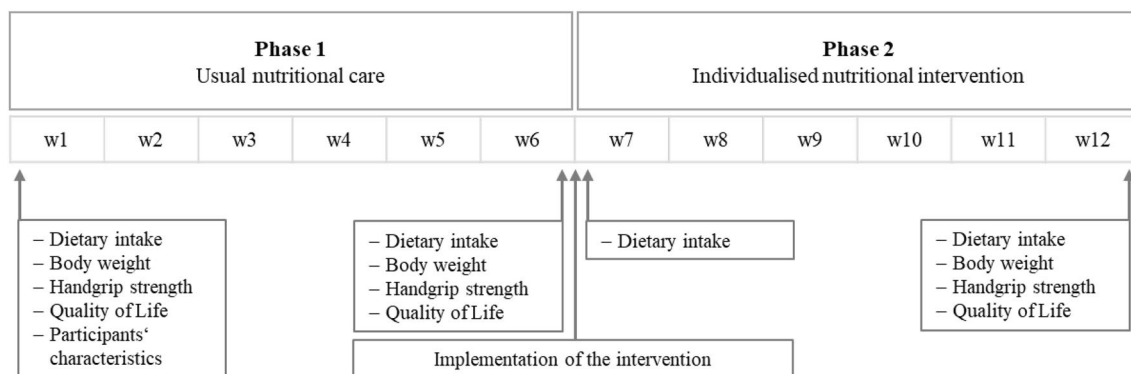 Phase 1
Usual nutritional care
Phase 2
Individualised nutritional intervention
w1 w2 w3 w4 w5 w6 w7 w8 w9 w10 w11 w12
– Dietary intake
– Body weight
– Handgrip strength
– Quality of Life
– Participants‘
characteristics
– Dietary intake
– Body weight
– Handgrip strength
– Quality of Life
– Dietary intake
– Dietary intake
– Body weight
– Handgrip strength
– Quality of Life
Implementation of the intervention